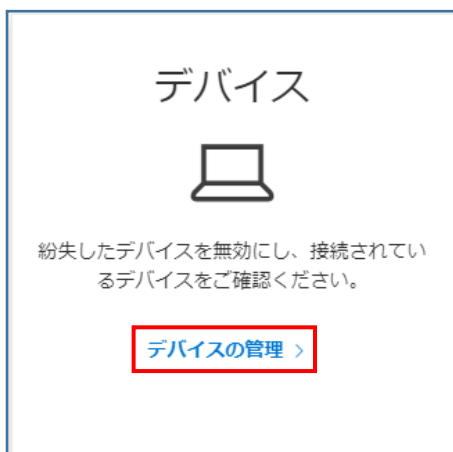 デバイス
紛失したデバイスを無効にし、接続されてい
るデバイスをご確認ください。
デバイスの管理 >